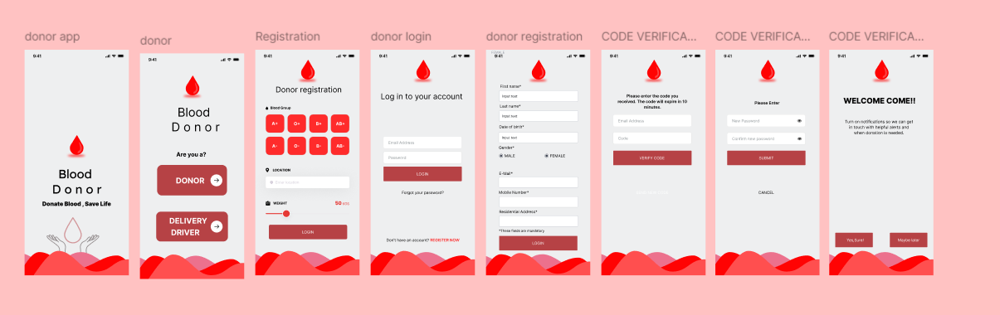 donor app
9:41
Blood
Donor
Donate Blood , Save Life
donor
9:41
Blood
Donor
Are you a?
DONOR
DELIVERY
DRIVER
Registration
9:41
Donor registration
Blood Group
A+
O+
B+
AB+
A-
O-
B-
AB-
LOCATION
Enter location
WEIGHT
50 KGS
LOGIN
donor login
9:41
Log in to your account
Email Address
Password
LOGIN
Forgot your password?
Don't have an account? REGISTER NOW
donor registration
9:41
First name*
Input text
Last name*
Input text
Date of birth*
Input text
Gender*
MALE
FEMALE
E-Mail*
Mobile Number*
Residential Address*
*These fields are mandatory
LOGIN
CODE VERIFICA...
9:41
Please enter the code you
received. The code will expire in 10
minutes.
Email Address
Code
VERIFY CODE
CODE VERIFICA...
9:41
Please Enter
New Password
Confirm new password
SUBMIT
CANCEL
CODE VERIFICA...
9:41
WELCOME COME!!
Turn on notifications so we can get
in touch with helpful alerts and
when donation is needed.
Yes,Sure!
Maybe later